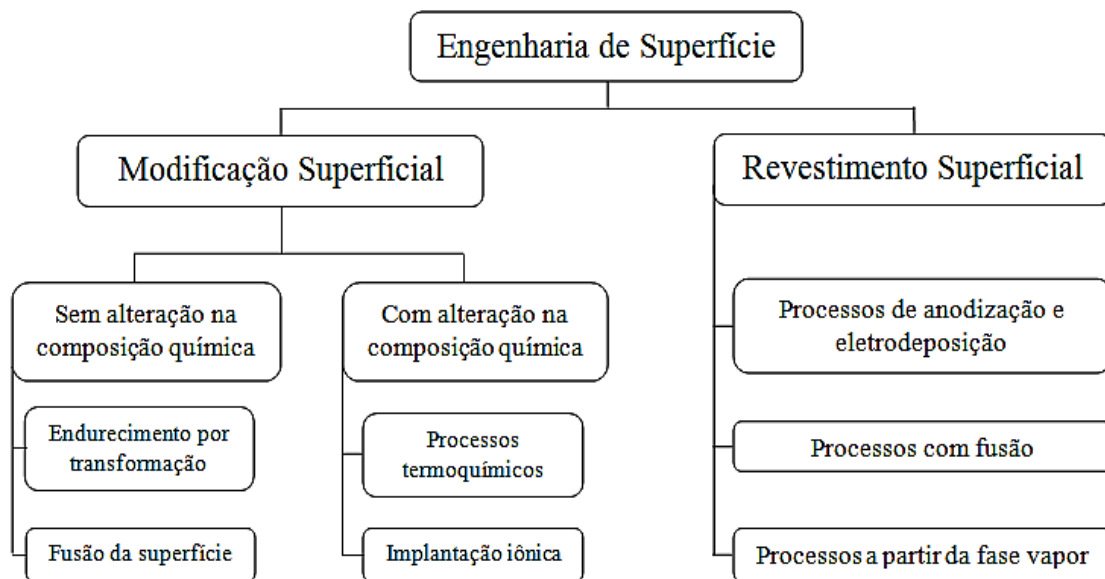 Engenharia de Superfície
Modificação Superficial
Revestimento Superficial
Sem alteração na
composição química
Com alteração na
composição química
Processos de anodização e
eletrodeposição
Endurecimento por
transformação
Processos
termoquímicos
Processos com fusão
Fusão da superfície
Implantação iônica
Processos a partir da fase vapor